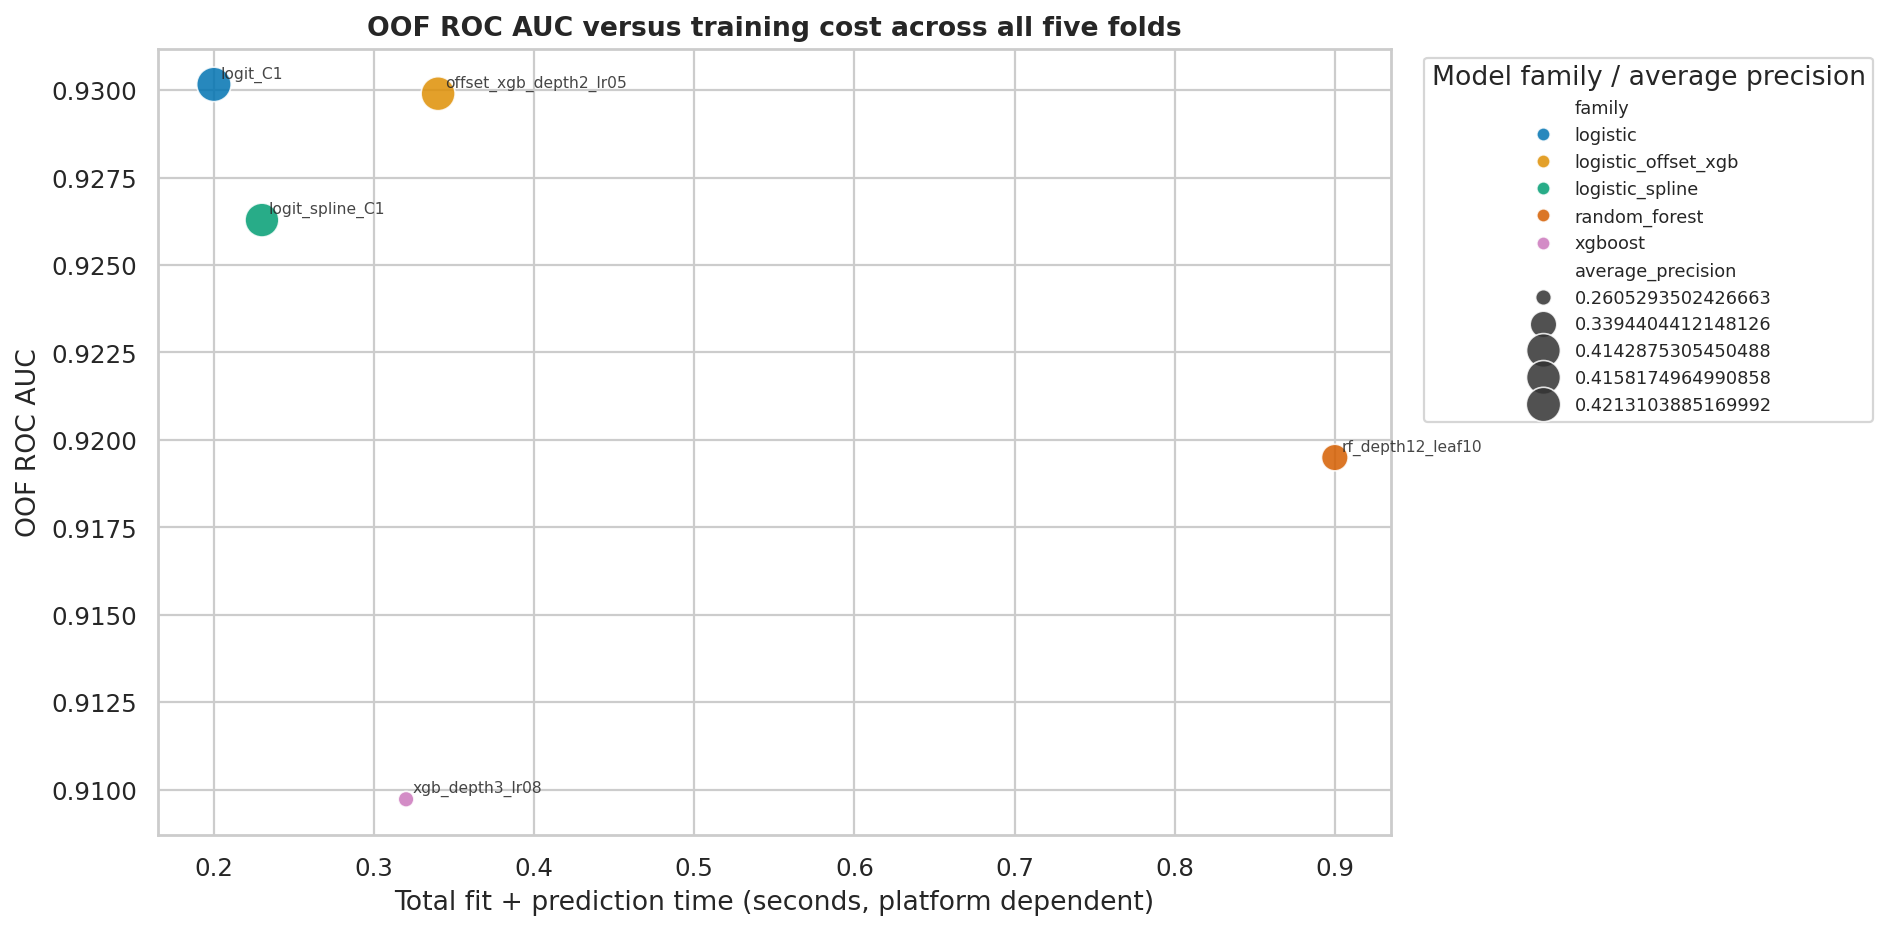 OOF ROC AUC versus training cost across all five folds
OOF ROC AUC
0.9300
0.9275
0.9250
0.9225
0.9200
0.9175
0.9150
0.9125
0.9100
logit_C1
offset_xgb_depth2_lr05
logit_spline_C1
rf_depth12_leaf10
xgb_depth3_lr08
0.2 0.3 0.4 0.5 0.6 0.7 0.8 0.9
Total fit + prediction time (seconds, platform dependent)
Model family / average precision
family
logistic
logistic_offset_xgb
logistic_spline
random_forest
xgboost
average_precision
0.2605293502426663
0.3394404412148126
0.4142875305450488
0.4158174964990858
0.4213103885169992